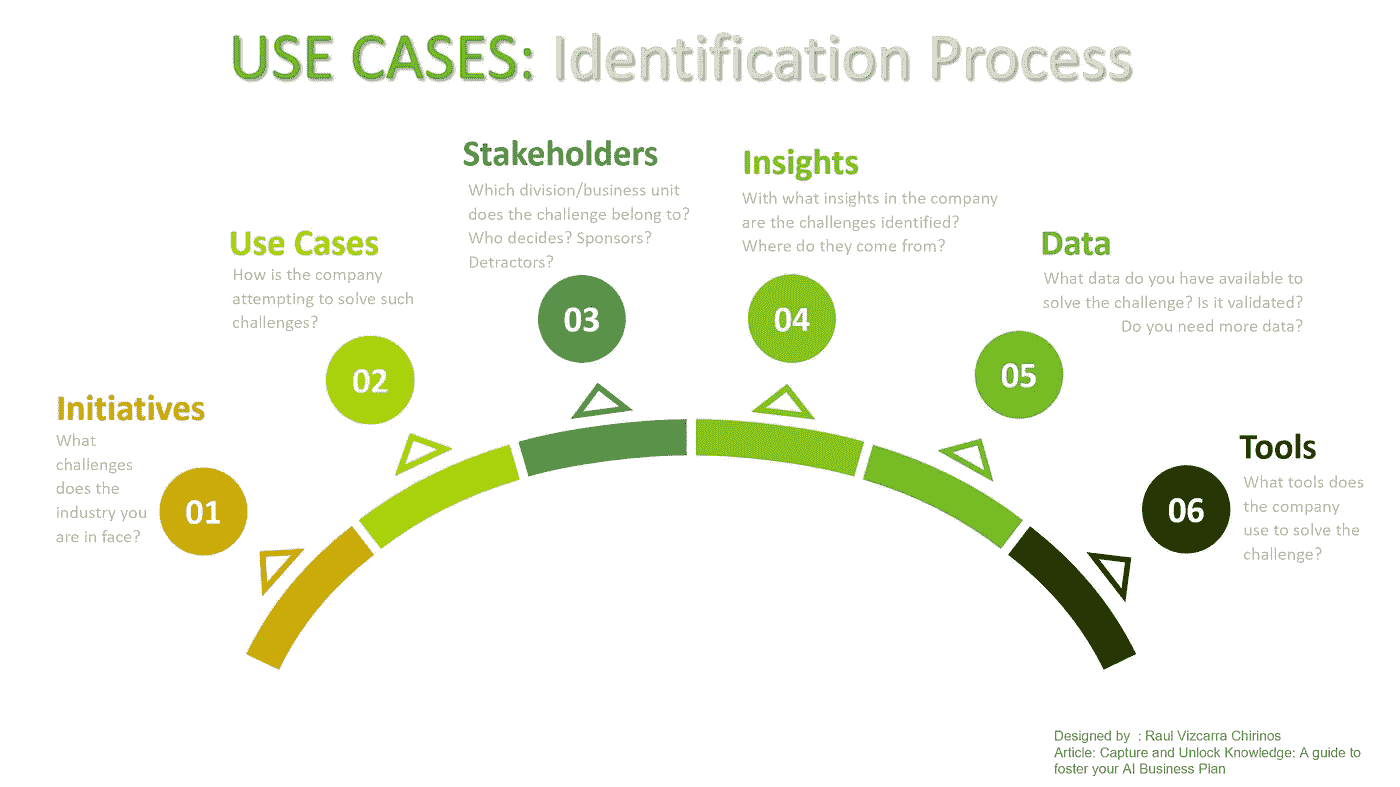 USE CASES: Identification Process
Initiatives
What
challenges
does the
industry you
are in face?
01
Use Cases
How is the company
attempting to solve such
challenges?
02
Stakeholders
Which division/business unit
does the challenge belong to?
Who decides? Sponsors?
Detractors?
03
Insights
With what insights in the company
are the challenges identified?
Where do they come from?
04
Data
What data do you have available to
solve the challenge? Is it validated?
Do you need more data?
05
Tools
What tools does
the company
use to solve the
challenge?
06
Designed by : Raul Vizcarra Chirinos
Article: Capture and Unlock Knowledge: A guide to
foster your AI Business Plan